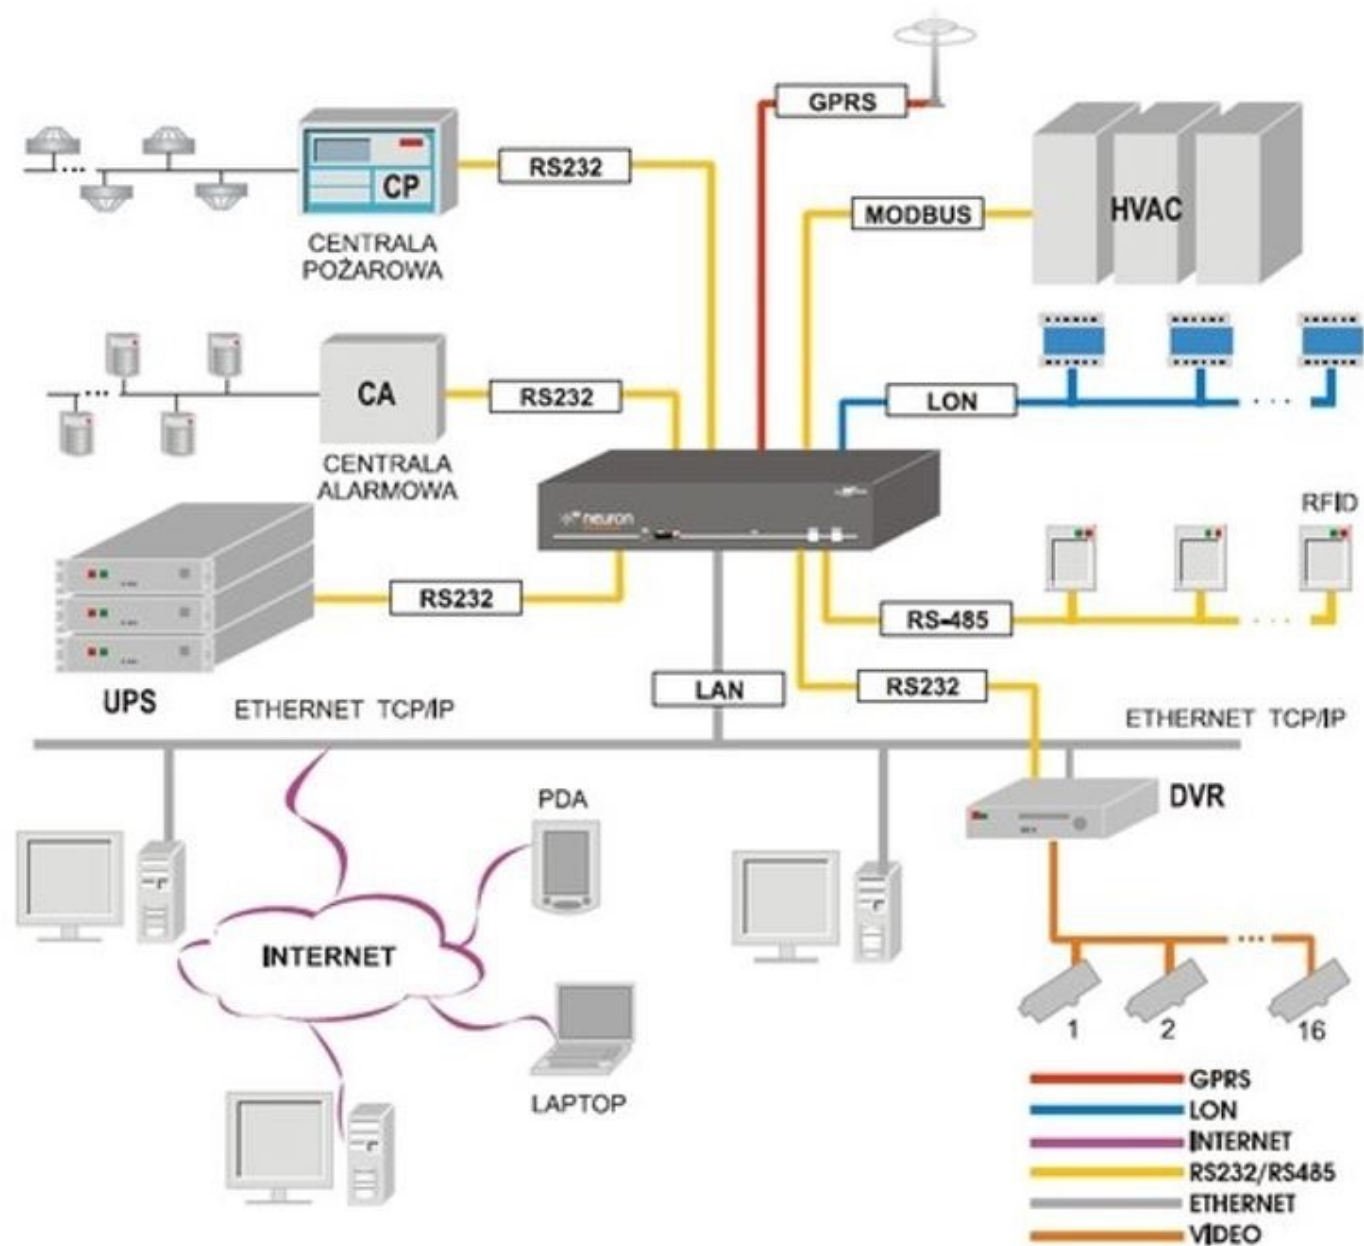 GPRS
RS232
CP
CENTRALA
POŻAROWA
MODBUS
HVAC
CA
RS232
CENTRALA
ALARMOWA
LON
neuron
RFID
RS232
UPS
RS-485
LAN
RS232
ETHERNET TCP/IP
ETHERNET TCP/IP
DVR
PDA
INTERNET
LAPTOP
1
2
16
GPRS
LON
INTERNET
RS232/RS485
ETHERNET
VIDEO